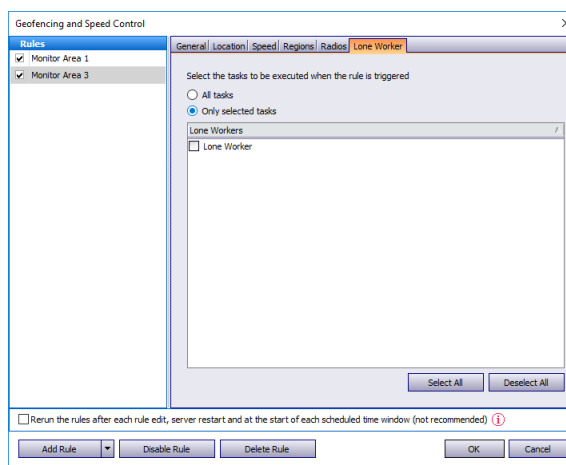 Geofencing and Speed Control
Rules
Monitor Area 1
Monitor Area 3
General Location Speed Regions Radios Lone Worker
Select the tasks to be executed when the rule is triggered
All tasks
Only selected tasks
Lone Workers /
Lone Worker
Select All Deselect All
Rerun the rules after each rule edit, server restart and at the start of each scheduled time window (not recommended) i
Add Rule Disable Rule Delete Rule OK Cancel